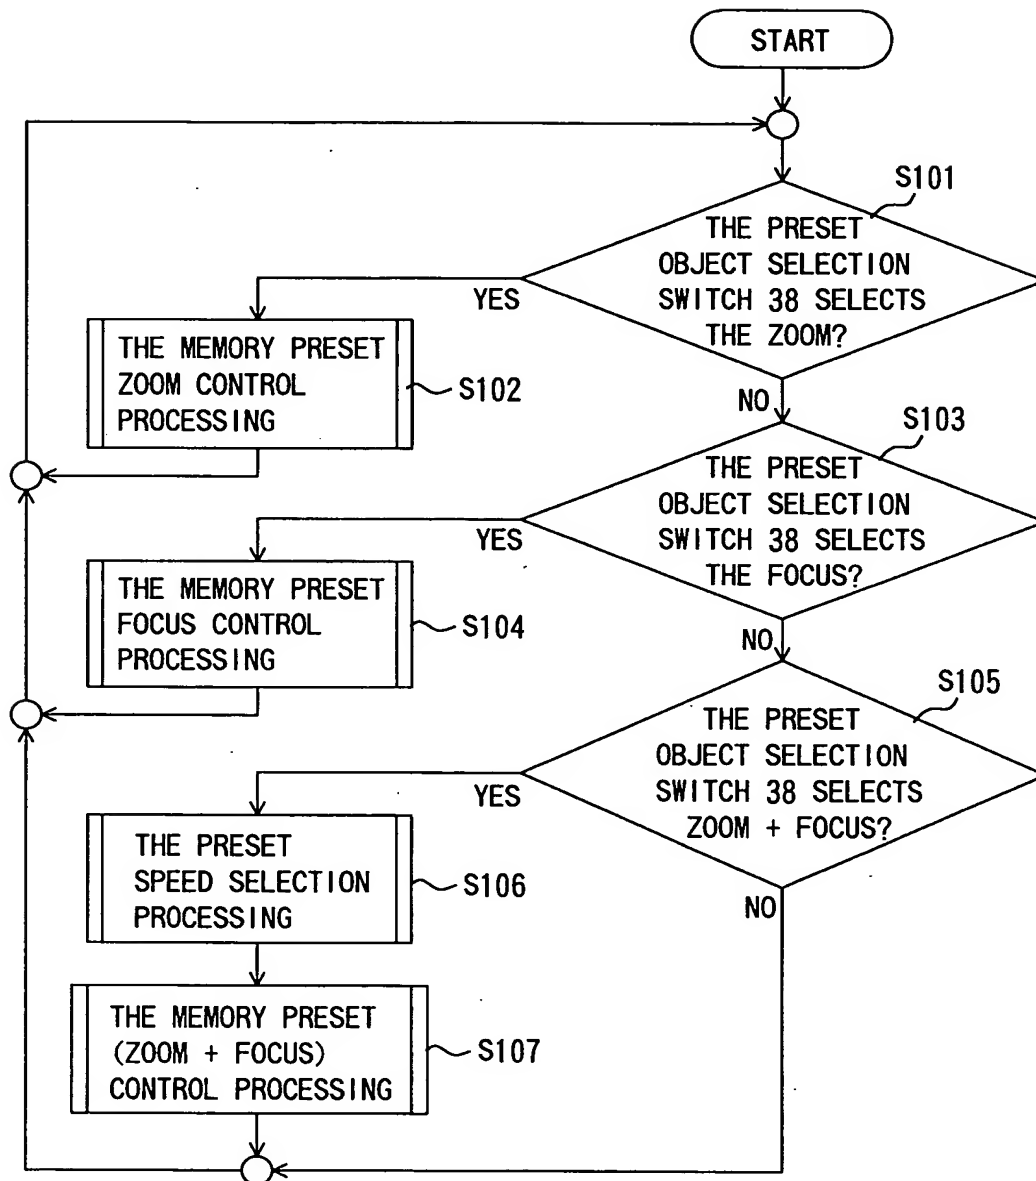 START
S101
THE PRESET
OBJECT SELECTION
SWITCH 38 SELECTS
THE ZOOM?
YES
NO
THE MEMORY PRESET
ZOOM CONTROL
PROCESSING
S102
S103
THE PRESET
OBJECT SELECTION
SWITCH 38 SELECTS
THE FOCUS?
YES
NO
THE MEMORY PRESET
FOCUS CONTROL
PROCESSING
S104
S105
THE PRESET
OBJECT SELECTION
SWITCH 38 SELECTS
ZOOM + FOCUS?
YES
NO
THE PRESET
SPEED SELECTION
PROCESSING
S106
THE MEMORY PRESET
(ZOOM + FOCUS)
CONTROL PROCESSING
S107